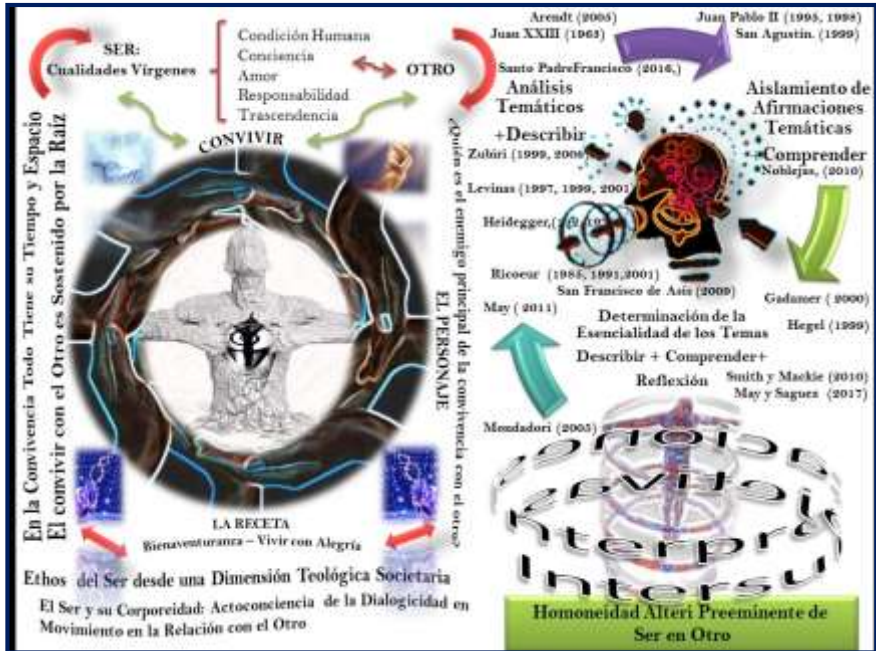 SER:
Cualidades Vírgenes
Condición Humana
Conciencia
Amor
Responsabilidad
Trascendencia
OTRO
CONVIVIR
En la Convivencia Todo Tiene su Tiempo y Espacio
El convivir con el Otro es Sostenido por la Raíz
¿Quién es el enemigo principal de la convivencia con el otro?
EL PERSONAJE
LA RECETA
Bienaventuranza – Vivir con Alegría
Ethos del Ser desde una Dimensión Teológica Societaria
El Ser y su Corporeidad: Actoconciencia de la Dialogicidad en
Movimiento en la Relación con el Otro
Arendt (2005)
Juan XXIII (1963)
Santo PadreFrancisco (2016,)
Juan Pablo II (1995, 1998)
San Agustin. (1999)
Análisis
Temáticos
+Describir
Zubiri (1999, 2006)
Levinas (1997, 1999, 2001)
Heidegger,
Ricoeur (1985, 1991,2001)
San Francisco de Asís (2009)
May ( 2011)
Aislamiento de
Afirmaciones
Temáticas
Comprender
Noblejas, (2010)
Gadamer ( 2000)
Hegel (1999)
Determinación de la
Esencialidad de los Temas
Describir + Comprender+
Reflexión
Smith y Mackie (2010)
May y Saguez (2017)
Mondadori (2005)
Homoneidad Alteri Preeminente de
Ser en Otro